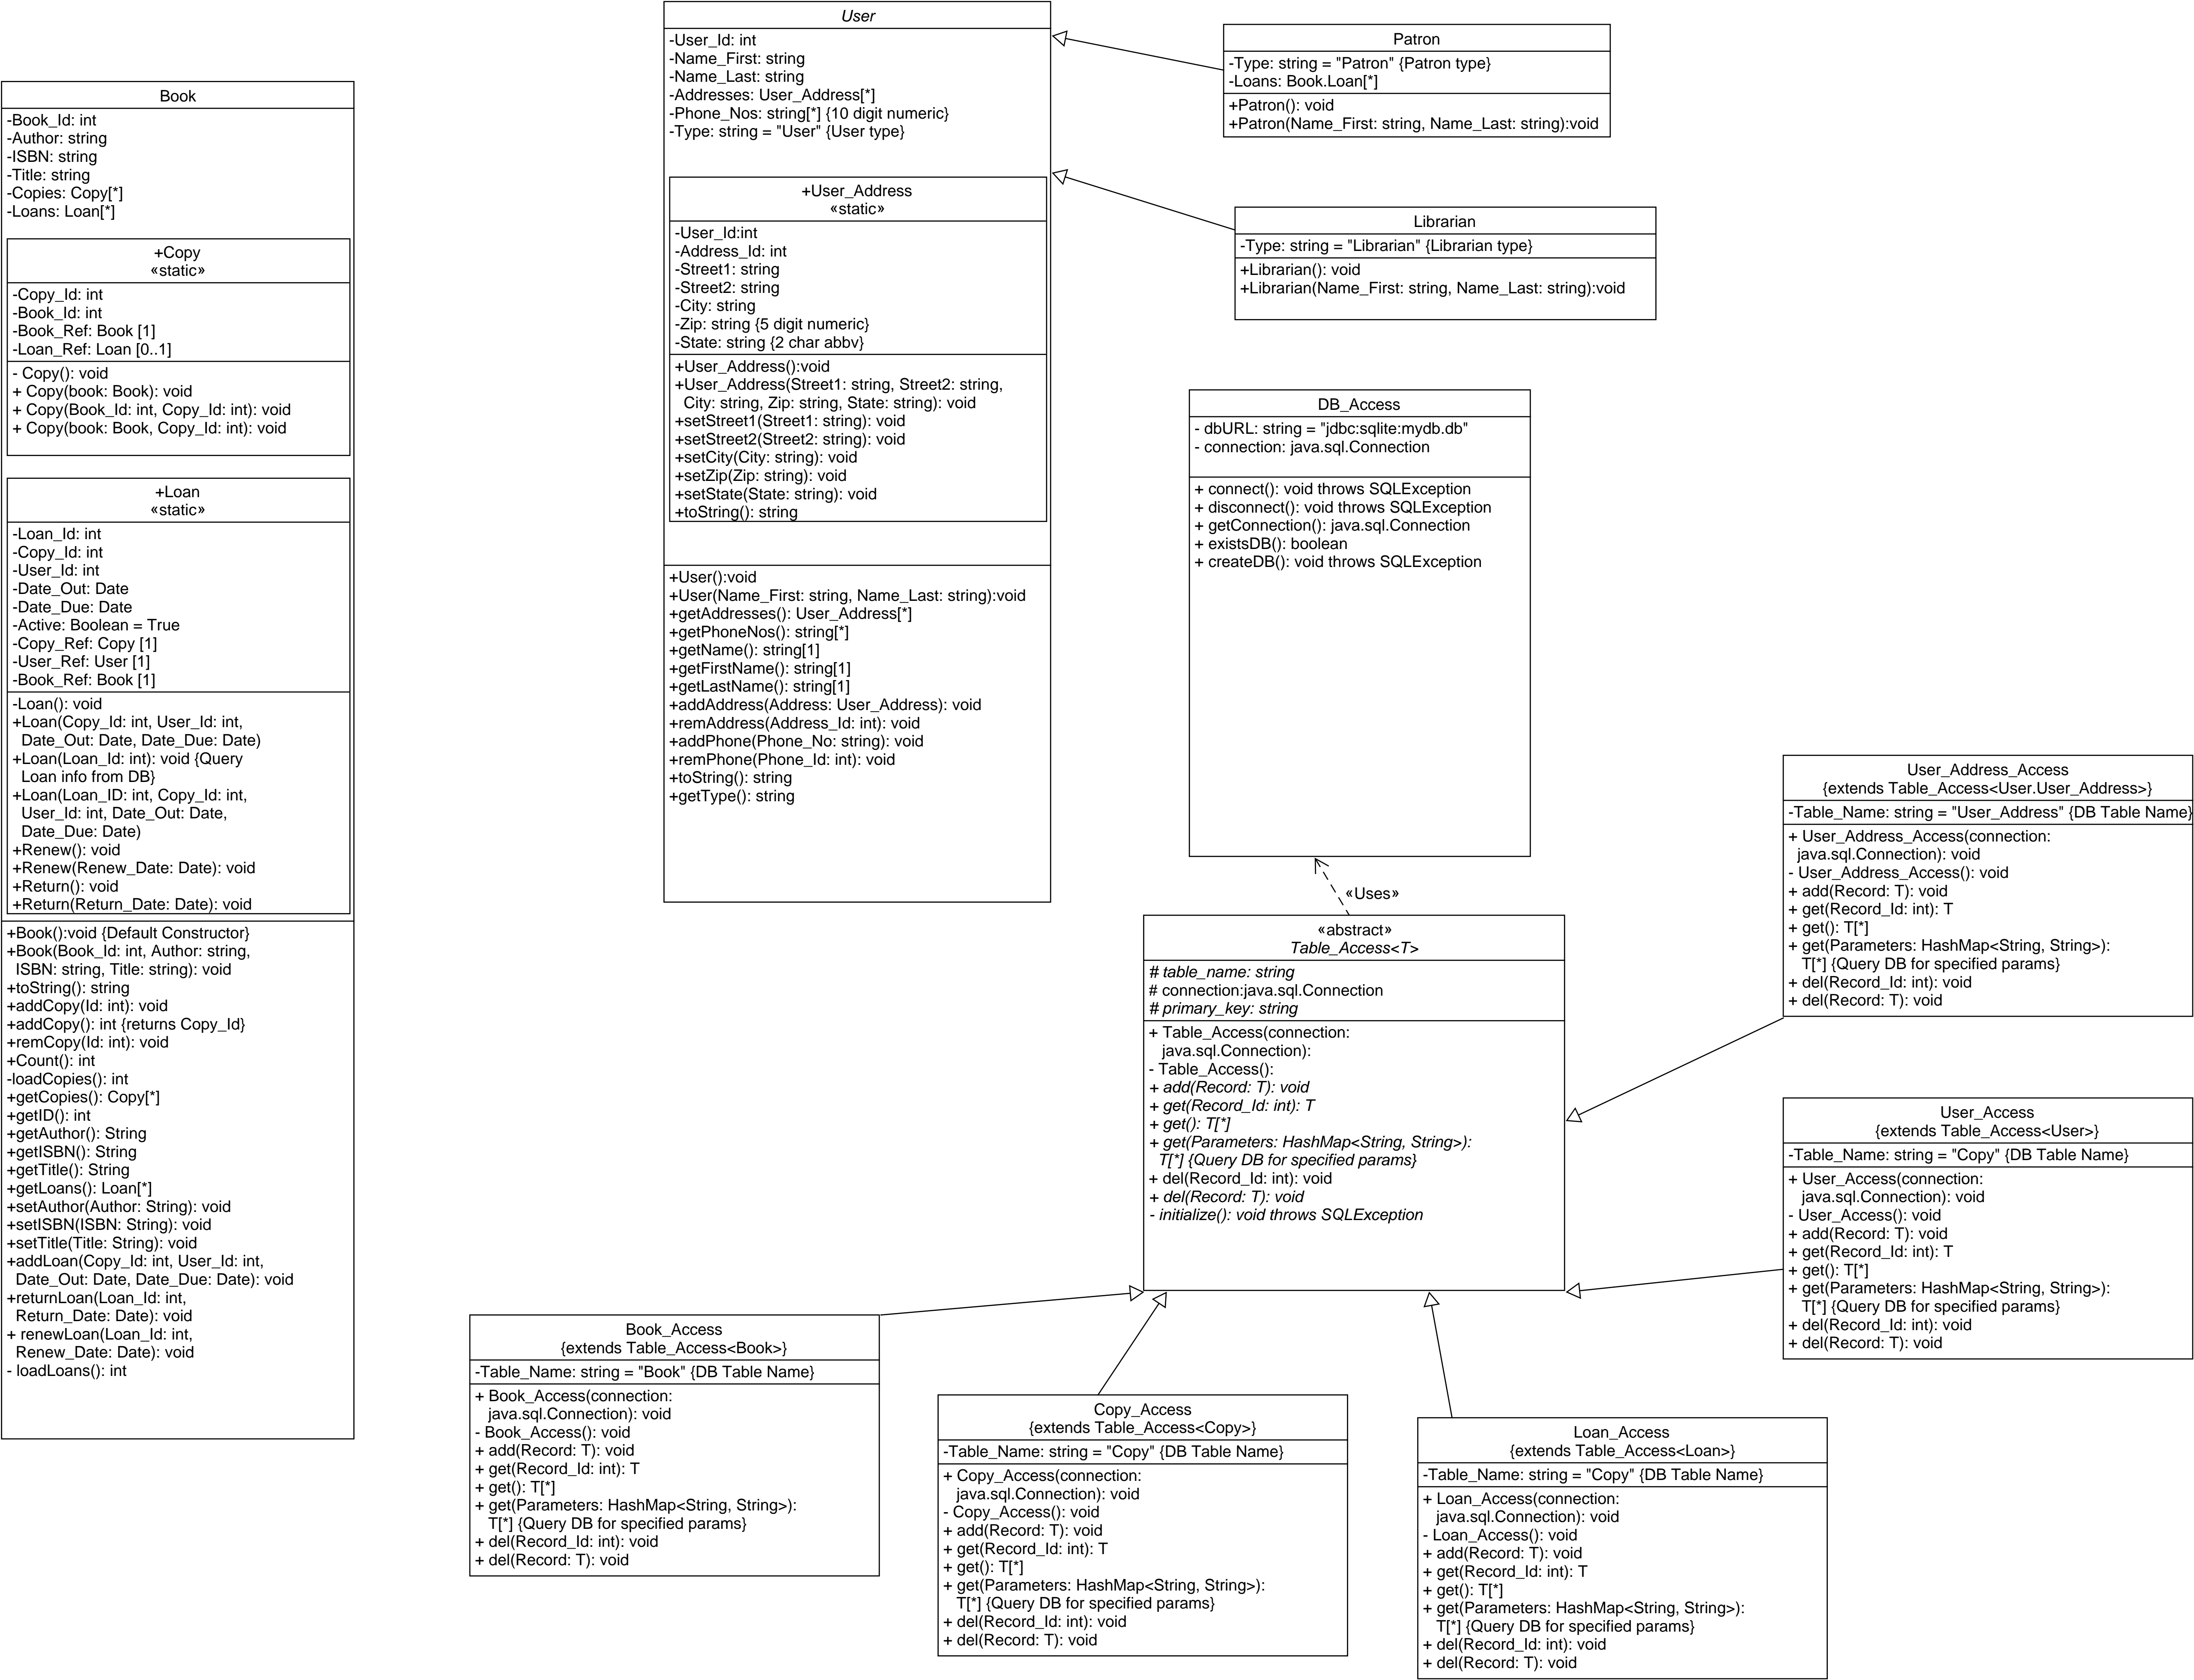 Book
-Book_Id: int
-Author: string
-ISBN: string
-Title: string
-Copies: Copy[*]
-Loans: Loan[*]
+Copy
«static»
-Copy_Id: int
-Book_Id: int
-Book_Ref: Book [1]
-Loan_Ref: Loan [0..1]
- Copy(): void
+ Copy(book: Book): void
+ Copy(Book_Id: int, Copy_Id: int): void
+ Copy(book: Book, Copy_Id: int): void
+Loan
«static»
-Loan_Id: int
-Copy_Id: int
-User_Id: int
-Date_Out: Date
-Date_Due: Date
-Active: Boolean = True
-Copy_Ref: Copy [1]
-User_Ref: User [1]
-Book_Ref: Book [1]
-Loan(): void
+Loan(Copy_Id: int, User_Id: int,
Date_Out: Date, Date_Due: Date)
+Loan(Loan_Id: int): void {Query
Loan info from DB}
+Loan(Loan_ID: int, Copy_Id: int,
User_Id: int, Date_Out: Date,
Date_Due: Date)
+Renew(): void
+Renew(Renew_Date: Date): void
+Return(): void
+Return(Return_Date: Date): void
+Book():void {Default Constructor}
+Book(Book_Id: int, Author: string,
ISBN: string, Title: string): void
+toString(): string
+addCopy(Id: int): void
+addCopy(): int {returns Copy_Id}
+remCopy(Id: int): void
+Count(): int
-loadCopies(): int
+getCopies(): Copy[*]
+getID(): int
+getAuthor(): String
+getISBN(): String
+getTitle(): String
+getLoans(): Loan[*]
+setAuthor(Author: String): void
+setISBN(ISBN: String): void
+setTitle(Title: String): void
+addLoan(Copy_Id: int, User_Id: int,
Date_Out: Date, Date_Due: Date): void
+returnLoan(Loan_Id: int,
Return_Date: Date): void
+ renewLoan(Loan_Id: int,
Renew_Date: Date): void
- loadLoans(): int
User
-User_Id: int
-Name_First: string
-Name_Last: string
-Addresses: User_Address[*]
-Phone_Nos: string[*] {10 digit numeric}
-Type: string = "User" {User type}
+User_Address
«static»
-User_Id:int
-Address_Id: int
-Street1: string
-Street2: string
-City: string
-Zip: string {5 digit numeric}
-State: string {2 char abbv}
+User_Address():void
+User_Address(Street1: string, Street2: string,
City: string, Zip: string, State: string): void
+setStreet1(Street1: string): void
+setStreet2(Street2: string): void
+setCity(City: string): void
+setZip(Zip: string): void
+setState(State: string): void
+toString(): string
+User():void
+User(Name_First: string, Name_Last: string):void
+getAddresses(): User_Address[*]
+getPhoneNos(): string[*]
+getName(): string[1]
+getFirstName(): string[1]
+getLastName(): string[1]
+addAddress(Address: User_Address): void
+remAddress(Address_Id: int): void
+addPhone(Phone_No: string): void
+remPhone(Phone_Id: int): void
+toString(): string
+getType(): string
Patron
-Type: string = "Patron" {Patron type}
-Loans: Book.Loan[*]
+Patron(): void
+Patron(Name_First: string, Name_Last: string):void
Librarian
-Type: string = "Librarian" {Librarian type}
+Librarian(): void
+Librarian(Name_First: string, Name_Last: string):void
DB_Access
- dbURL: string = "jdbc:sqlite:mydb.db"
- connection: java.sql.Connection
+ connect(): void throws SQLException
+ disconnect(): void throws SQLException
+ getConnection(): java.sql.Connection
+ existsDB(): boolean
+ createDB(): void throws SQLException
«Uses»
«abstract»
Table_Access<T>
# table_name: string
# connection:java.sql.Connection
# primary_key: string
+ Table_Access(connection:
java.sql.Connection):
- Table_Access():
+ add(Record: T): void
+ get(Record_Id: int): T
+ get(): T[*]
+ get(Parameters: HashMap<String, String>):
T[*] {Query DB for specified params}
+ del(Record_Id: int): void
+ del(Record: T): void
- initialize(): void throws SQLException
User_Address_Access
{extends Table_Access<User.User_Address>}
-Table_Name: string = "User_Address" {DB Table Name}
+ User_Address_Access(connection:
java.sql.Connection): void
- User_Address_Access(): void
+ add(Record: T): void
+ get(Record_Id: int): T
+ get(): T[*]
+ get(Parameters: HashMap<String, String>):
T[*] {Query DB for specified params}
+ del(Record_Id: int): void
+ del(Record: T): void
User_Access
{extends Table_Access<User>}
-Table_Name: string = "Copy" {DB Table Name}
+ User_Access(connection:
java.sql.Connection): void
- User_Access(): void
+ add(Record: T): void
+ get(Record_Id: int): T
+ get(): T[*]
+ get(Parameters: HashMap<String, String>):
T[*] {Query DB for specified params}
+ del(Record_Id: int): void
+ del(Record: T): void
Book_Access
{extends Table_Access<Book>}
-Table_Name: string = "Book" {DB Table Name}
+ Book_Access(connection:
java.sql.Connection): void
- Book_Access(): void
+ add(Record: T): void
+ get(Record_Id: int): T
+ get(): T[*]
+ get(Parameters: HashMap<String, String>):
T[*] {Query DB for specified params}
+ del(Record_Id: int): void
+ del(Record: T): void
Copy_Access
{extends Table_Access<Copy>}
-Table_Name: string = "Copy" {DB Table Name}
+ Copy_Access(connection:
java.sql.Connection): void
- Copy_Access(): void
+ add(Record: T): void
+ get(Record_Id: int): T
+ get(): T[*]
+ get(Parameters: HashMap<String, String>):
T[*] {Query DB for specified params}
+ del(Record_Id: int): void
+ del(Record: T): void
Loan_Access
{extends Table_Access<Loan>}
-Table_Name: string = "Copy" {DB Table Name}
+ Loan_Access(connection:
java.sql.Connection): void
- Loan_Access(): void
+ add(Record: T): void
+ get(Record_Id: int): T
+ get(): T[*]
+ get(Parameters: HashMap<String, String>):
T[*] {Query DB for specified params}
+ del(Record_Id: int): void
+ del(Record: T): void